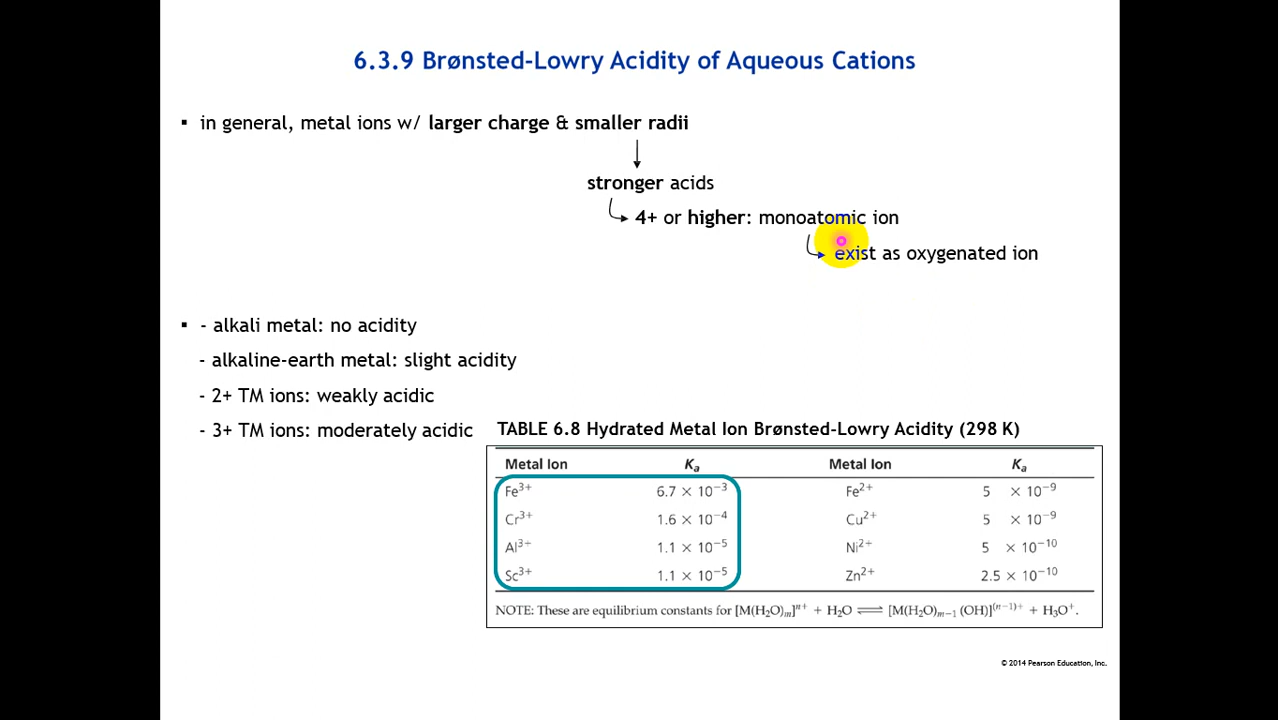 6.3.9 Brønsted-Lowry Acidity of Aqueous Cations
▪ in general, metal ions w/ larger charge & smaller radii
stronger acids
4+ or higher: monoatomic ion
exist as oxygenated ion
▪ - alkali metal: no acidity
- alkaline-earth metal: slight acidity
- 2+ TM ions: weakly acidic
- 3+ TM ions: moderately acidic
TABLE 6.8 Hydrated Metal Ion Brønsted-Lowry Acidity (298 K)
Metal Ion Kₐ Metal Ion Kₐ
Fe³⁺ 6.7 × 10⁻³ Fe²⁺ 5 × 10⁻⁹
Cr³⁺ 1.6 × 10⁻⁴ Cu²⁺ 5 × 10⁻⁹
Al³⁺ 1.1 × 10⁻⁵ Ni²⁺ 5 × 10⁻¹⁰
Sc³⁺ 1.1 × 10⁻⁵ Zn²⁺ 2.5 × 10⁻¹⁰
NOTE: These are equilibrium constants for [M(H₂O)ₘ]ⁿ⁺ + H₂O ⇌ [M(H₂O)ₘ₋₁(OH)]⁽ⁿ⁻¹⁾⁺ + H₃O⁺.
© 2014 Pearson Education, Inc.